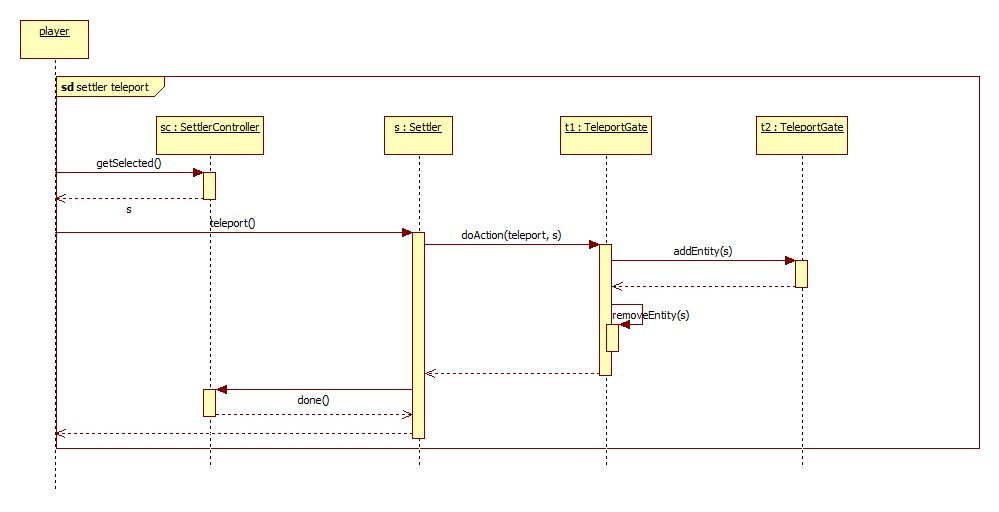 player
sd settler teleport
sc : SettlerController
s : Settler
t1 : TeleportGate
t2 : TeleportGate
getSelected()
s
teleport()
doAction(teleport, s)
addEntity(s)
removeEntity(s)
done()